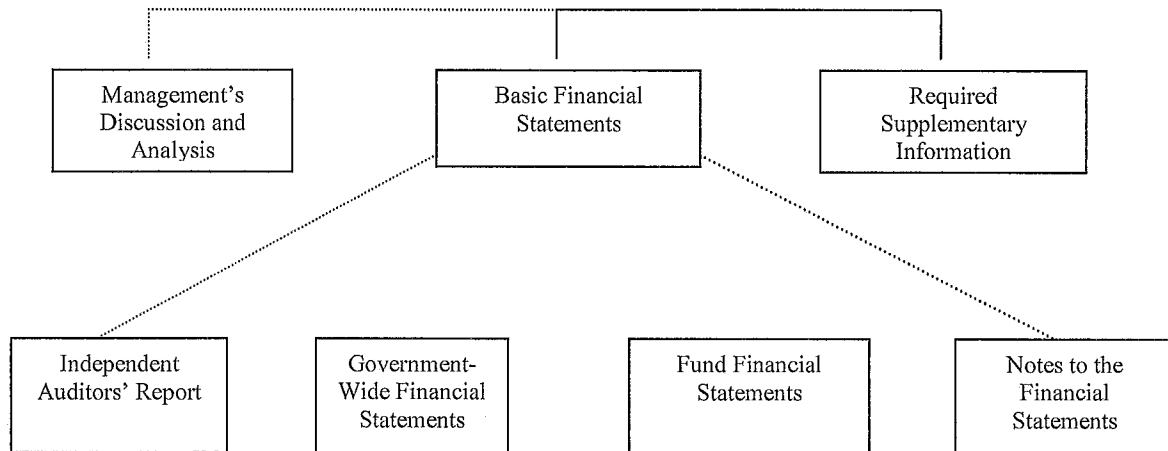 Management’s
Discussion and
Analysis
Basic Financial
Statements
Required
Supplementary
Information
Independent
Auditors’ Report
Government-
Wide Financial
Statements
Fund Financial
Statements
Notes to the
Financial
Statements